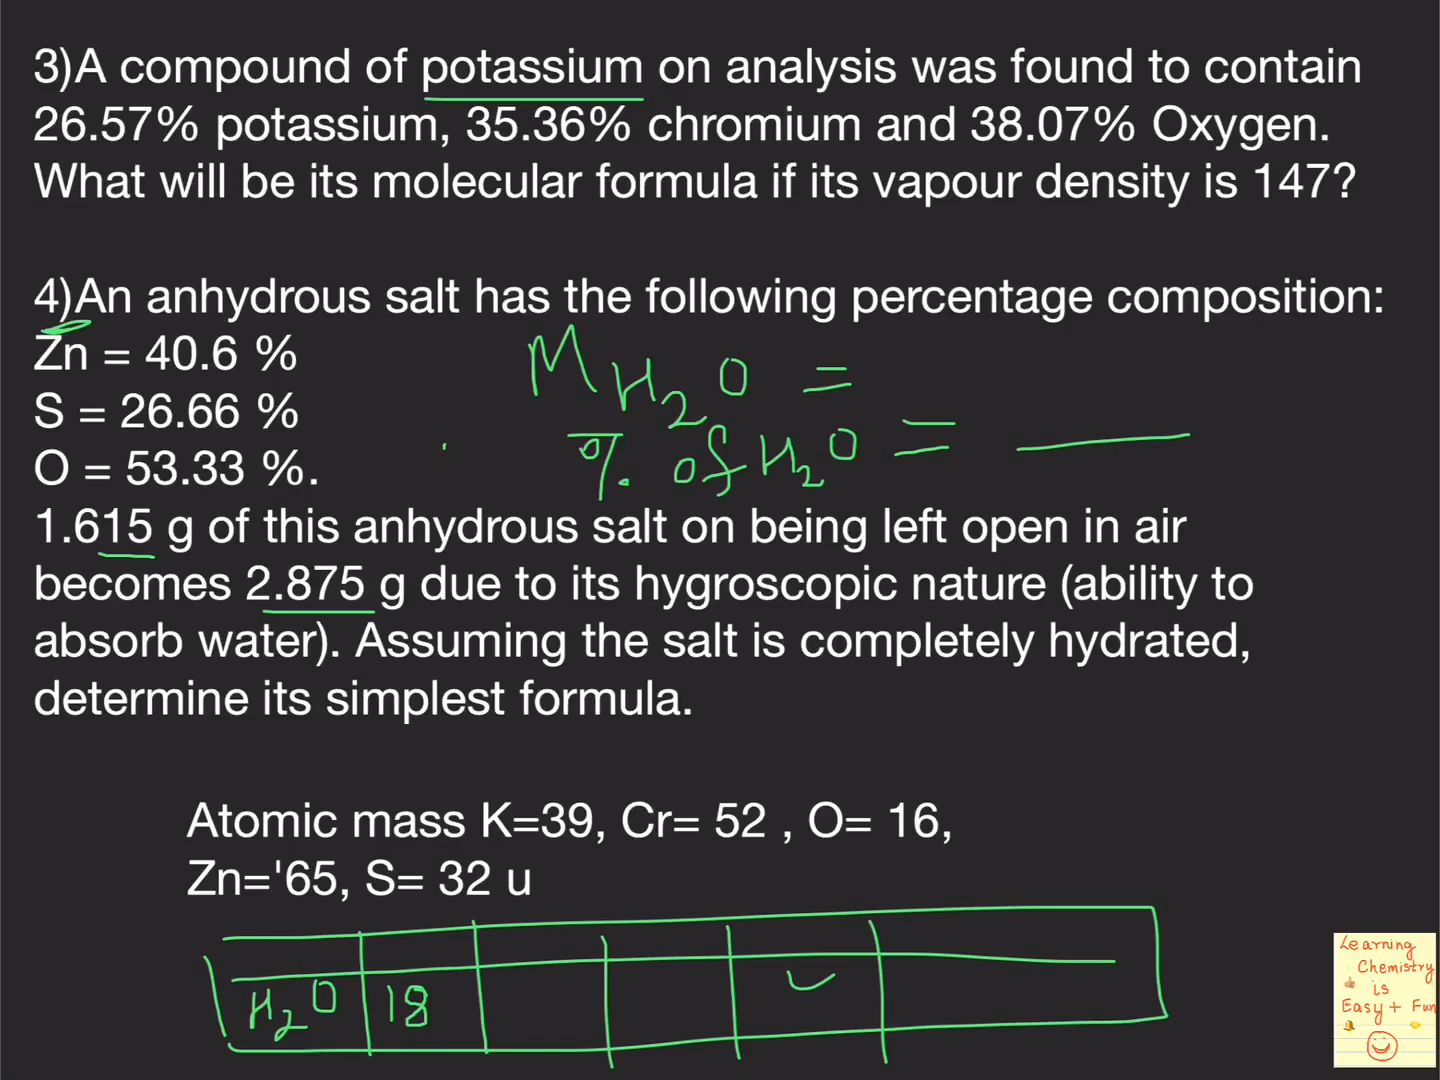 3)A compound of potassium on analysis was found to contain
26.57% potassium, 35.36% chromium and 38.07% Oxygen.
What will be its molecular formula if its vapour density is 147?
4)An anhydrous salt has the following percentage composition:
Zn = 40.6 %
S = 26.66 %
O = 53.33 %.
M H2O =
% of H2O =
1.615 g of this anhydrous salt on being left open in air
becomes 2.875 g due to its hygroscopic nature (ability to
absorb water). Assuming the salt is completely hydrated,
determine its simplest formula.
Atomic mass K=39, Cr= 52 , O= 16,
Zn='65, S= 32 u
H2O 18
Learning
Chemistry
is
Easy + Fun